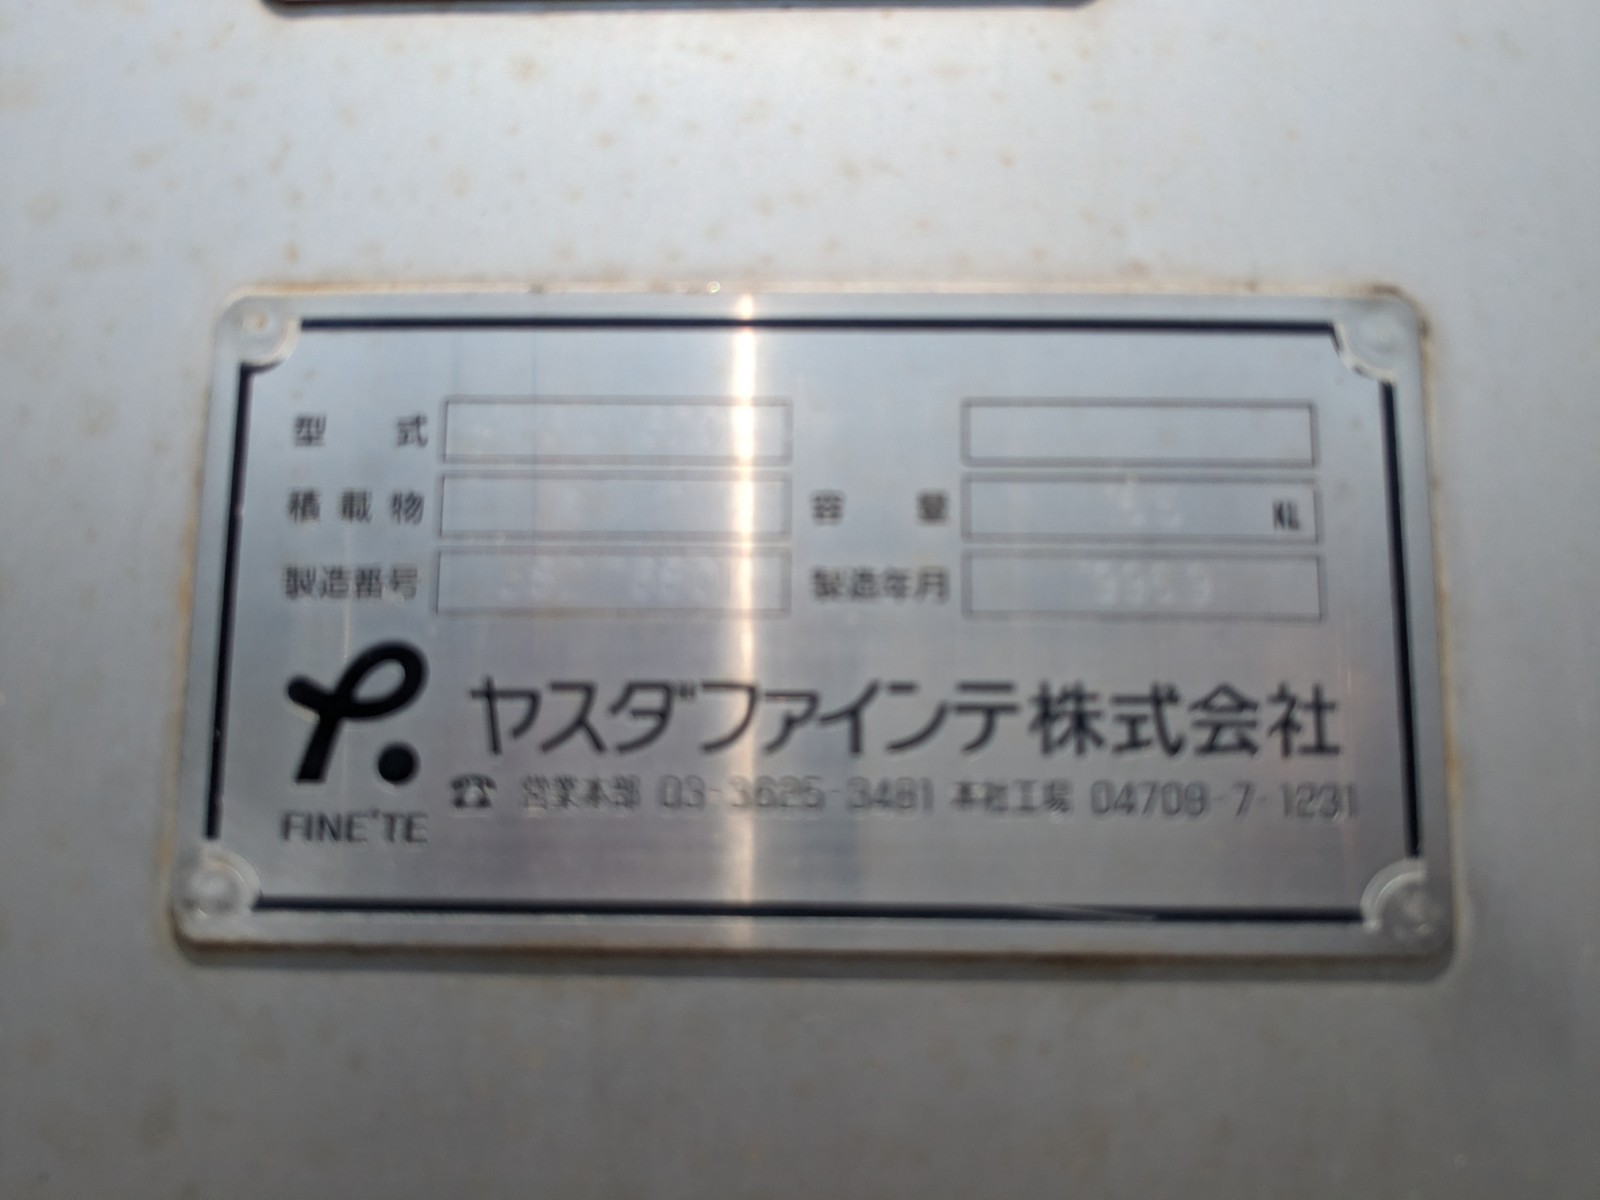 型式
積載物 容量 KL
製造番号 製造年月
ヤスダファインテ株式会社
☎ 営業本部 03-3625-3481 本社工場 04709-7-1231
FINE'TE